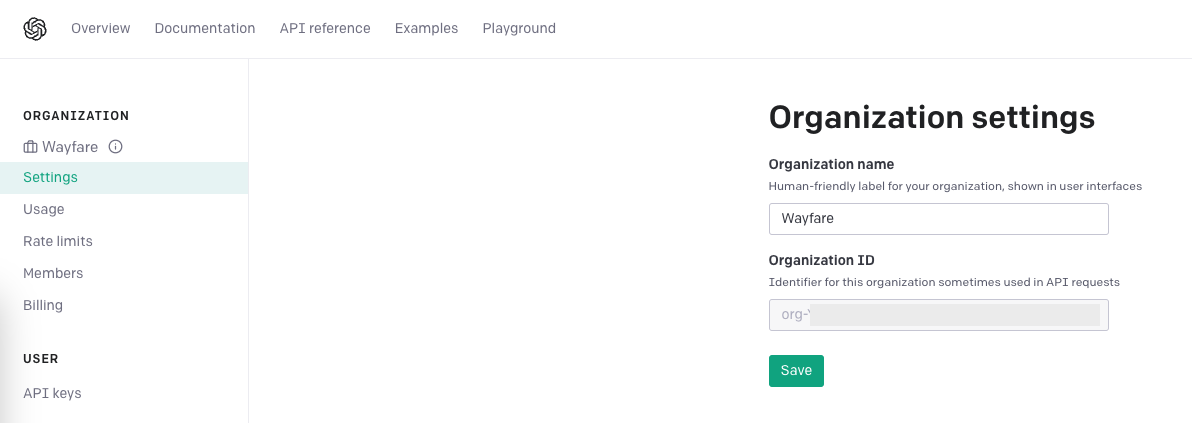 Overview Documentation API reference Examples Playground
ORGANIZATION
Wayfare
Settings
Usage
Rate limits
Members
Billing
USER
API keys
Organization settings
Organization name
Human-friendly label for your organization, shown in user interfaces
Wayfare
Organization ID
Identifier for this organization sometimes used in API requests
org-
Save